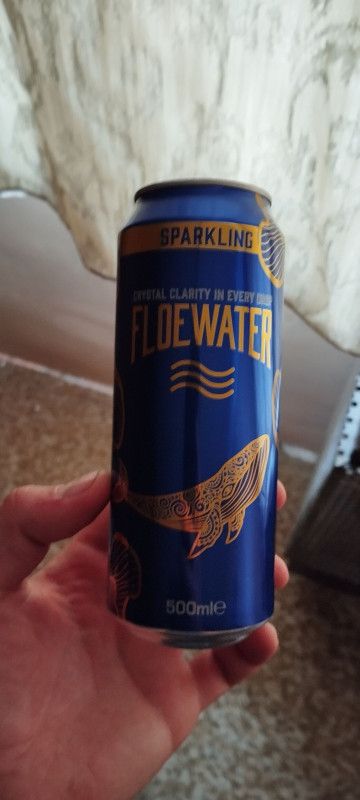 SPARKLING
CRYSTAL CLARITY IN EVERY DROP
FLOEWATER
500ml℮